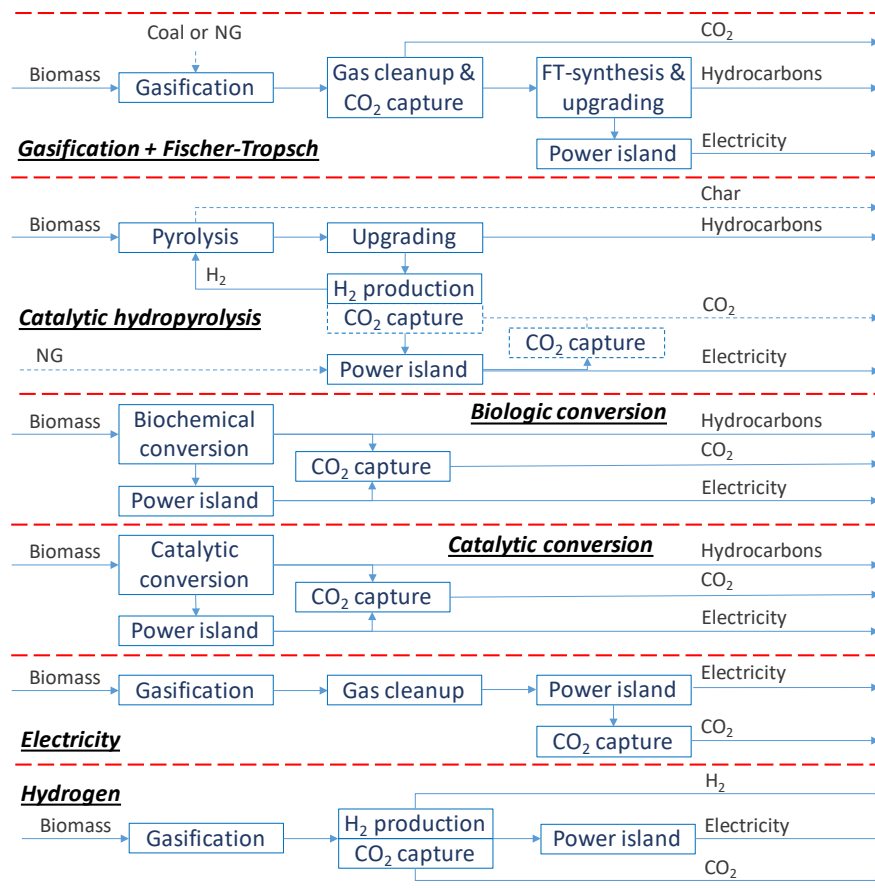 Coal or NG
CO₂
Biomass
Gasification
Gas cleanup &
CO₂ capture
FT-synthesis &
upgrading
Hydrocarbons
Gasification + Fischer-Tropsch
Power island
Electricity
Char
Biomass
Pyrolysis
Upgrading
Hydrocarbons
H₂
H₂ production
CO₂ capture
CO₂
Catalytic hydropyrolysis
CO₂ capture
NG
Power island
Electricity
Biomass
Biochemical
conversion
Biologic conversion
Hydrocarbons
CO₂ capture
CO₂
Power island
Electricity
Biomass
Catalytic
conversion
Catalytic conversion
Hydrocarbons
CO₂ capture
CO₂
Power island
Electricity
Biomass
Gasification
Gas cleanup
Power island
Electricity
Electricity
CO₂ capture
CO₂
Hydrogen
H₂
Biomass
Gasification
H₂ production
CO₂ capture
Power island
Electricity
CO₂